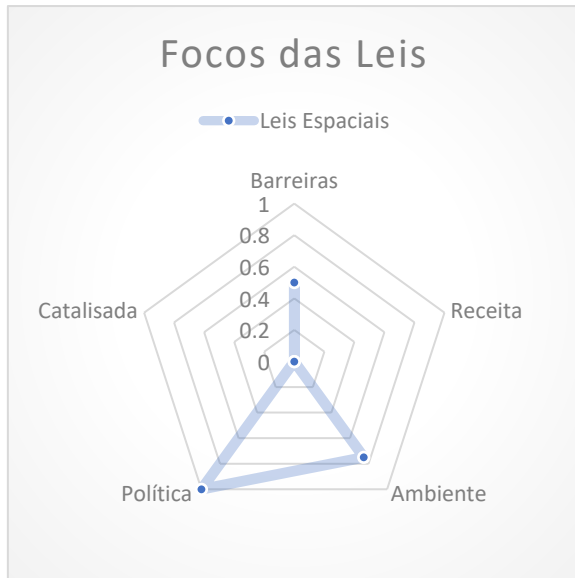 Focos das Leis
Leis Espaciais
Barreiras
1
0.8
0.6
0.4
0.2
0
Catalisada
Receita
Política
Ambiente